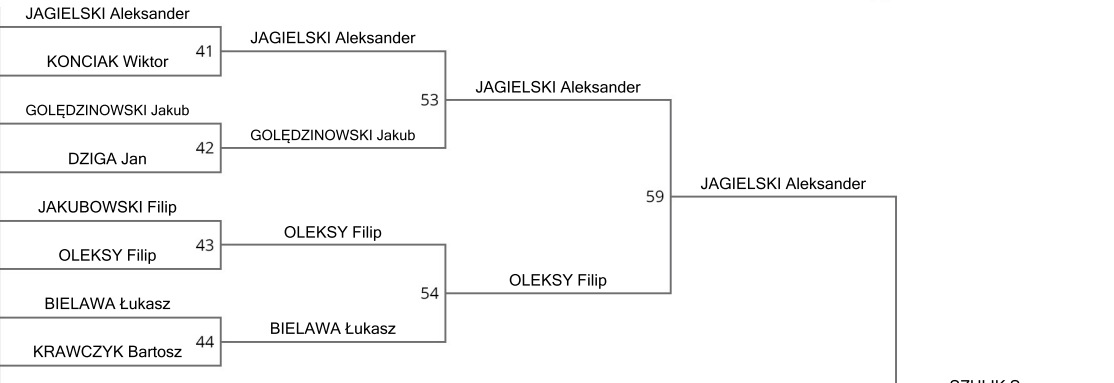 JAGIELSKI Aleksander
41
KONCIAK Wiktor
JAGIELSKI Aleksander
GOLĘDZINOWSKI Jakub
42
DZIGA Jan
53
GOLĘDZINOWSKI Jakub
JAGIELSKI Aleksander
JAKUBOWSKI Filip
43
OLEKSY Filip
OLEKSY Filip
59
JAGIELSKI Aleksander
BIELAWA Łukasz
44
KRAWCZYK Bartosz
54
BIELAWA Łukasz
OLEKSY Filip